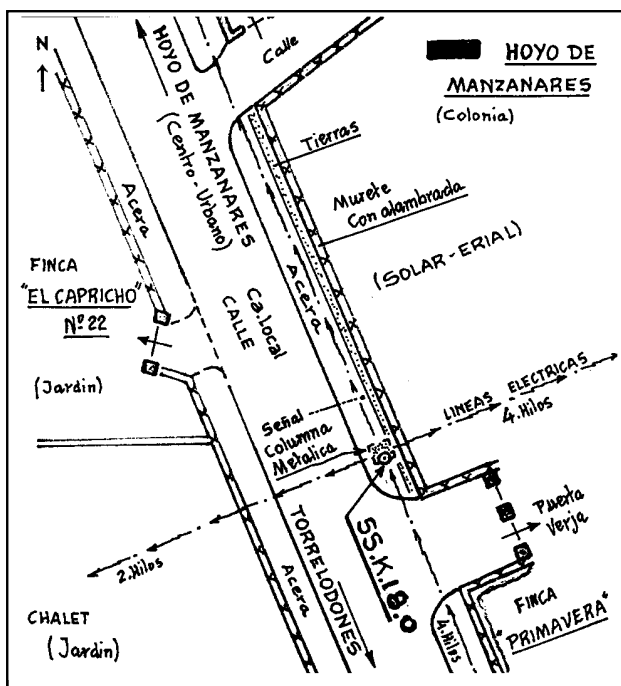 N
HOYO DE MANZANARES
(Centro-Urbano)
Calle
HOYO DE
MANZANARES
(Colonia)
Acera
Tierras
Murete
Con alambrada
(SOLAR-ERIAL)
FINCA
"EL CAPRICHO"
Nº 22
(Jardin)
Ca. Local
CALLE
Acera
Señal
Columna
Metalica
LINEAS ELECTRICAS
4. Hilos
2. Hilos
TORRELODONES
Acera
SS.K.18.0
Puerta
Verja
CHALET
(Jardin)
4. Hilos
FINCA
"PRIMAVERA"